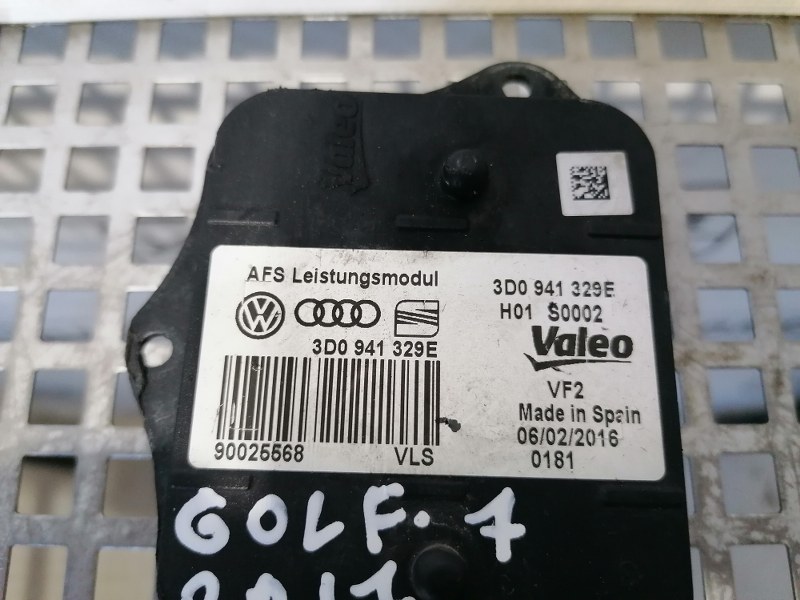 Valeo
AFS Leistungsmodul
3D0 941 329E
90025568 VLS
3D0 941 329E
H01 S0002
Valeo
VF2
Made in Spain
06/02/2016
0181
GOLF. 7